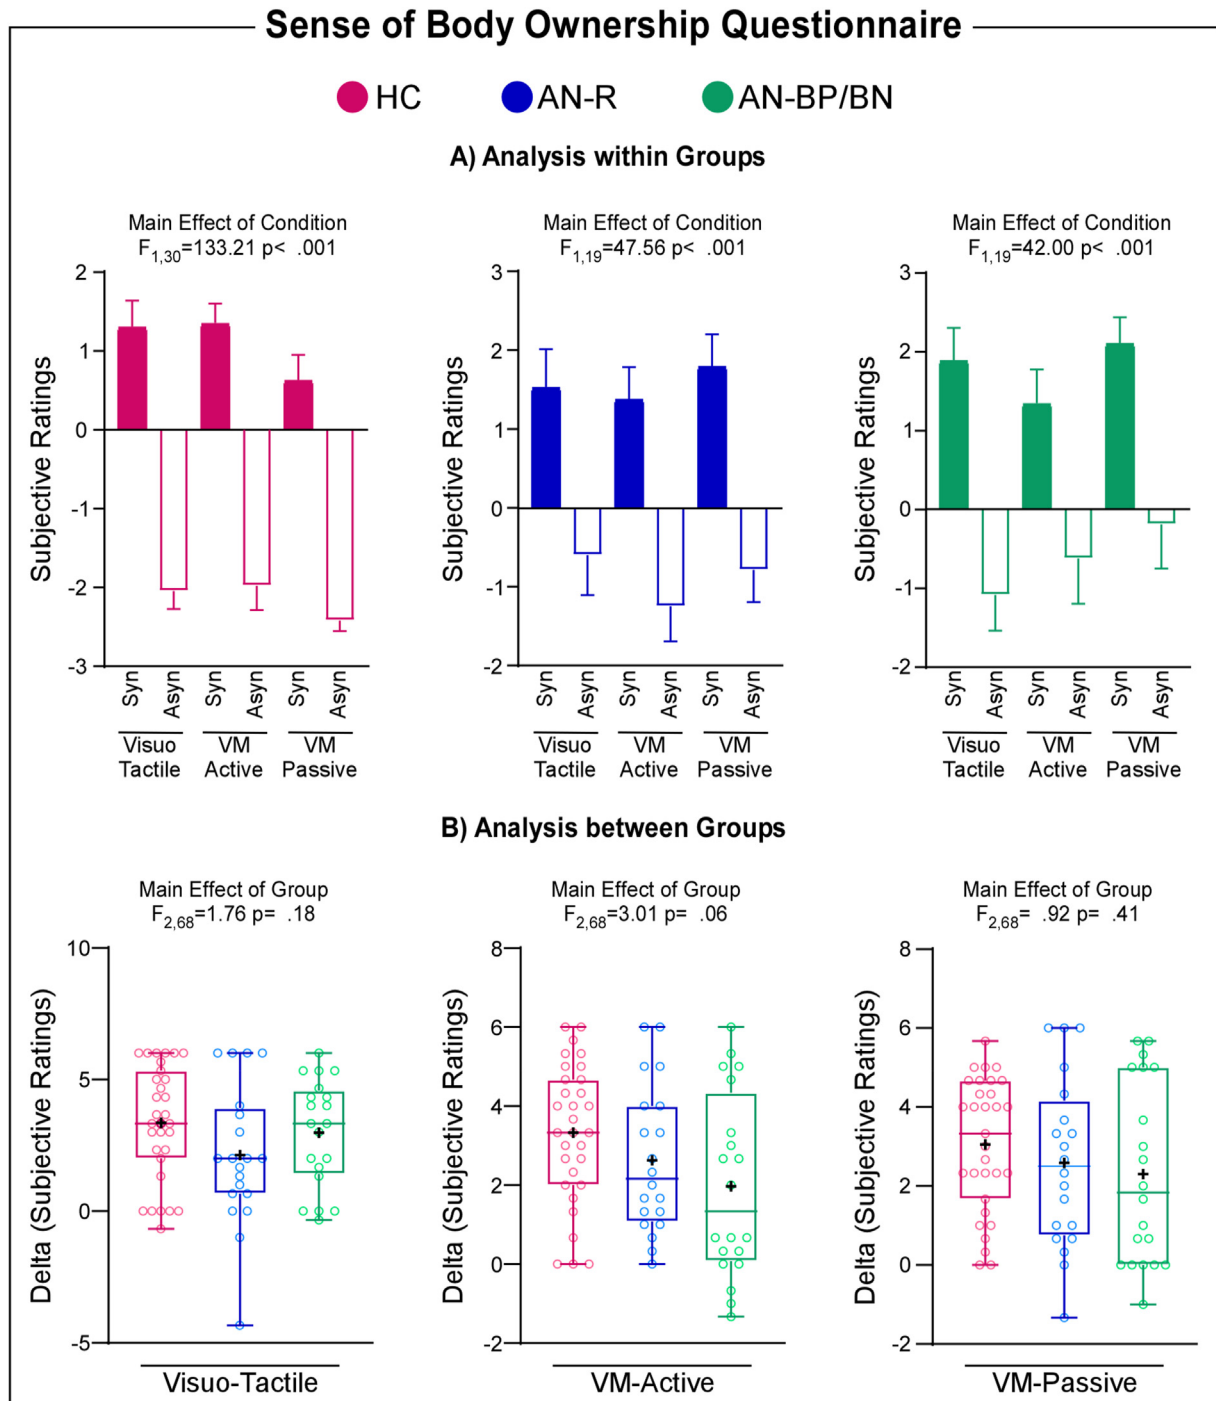 Sense of Body Ownership Questionnaire
HC AN-R AN-BP/BN
A) Analysis within Groups
Main Effect of Condition
F1,30=133.21 p< .001
Subjective Ratings
2
1
0
-1
-2
-3
Syn Asyn Syn Asyn Syn Asyn
Visuo Tactile
VM Active
VM Passive
Main Effect of Condition
F1,19=47.56 p< .001
Subjective Ratings
3
2
1
0
-1
-2
Syn Asyn Syn Asyn Syn Asyn
Visuo Tactile
VM Active
VM Passive
Main Effect of Condition
F1,19=42.00 p< .001
Subjective Ratings
3
2
1
0
-1
-2
Syn Asyn Syn Asyn Syn Asyn
Visuo Tactile
VM Active
VM Passive
B) Analysis between Groups
Main Effect of Group
F2,68=1.76 p= .18
Delta (Subjective Ratings)
10
5
0
-5
Visuo-Tactile
Main Effect of Group
F2,68=3.01 p= .06
Delta (Subjective Ratings)
8
6
4
2
0
-2
VM-Active
Main Effect of Group
F2,68= .92 p= .41
Delta (Subjective Ratings)
8
6
4
2
0
-2
VM-Passive